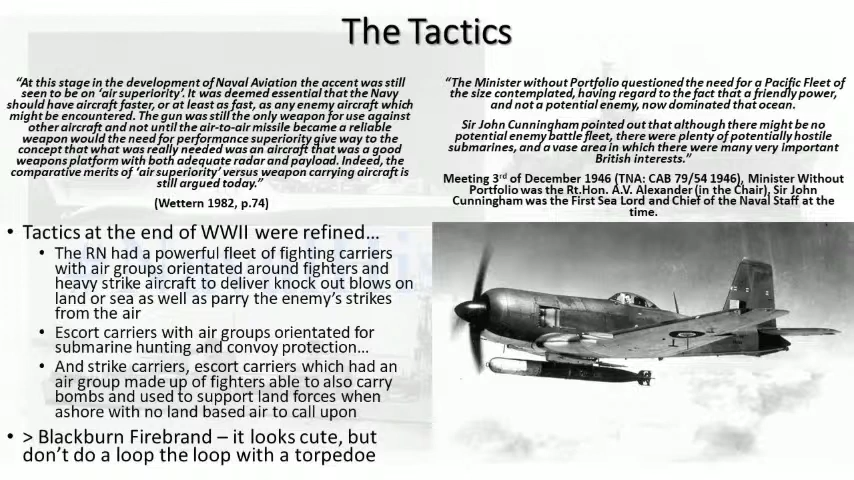 The Tactics
“At this stage in the development of Naval Aviation the accent was still
seen to be on ‘air superiority’. It was deemed essential that the Navy
should have aircraft faster, or at least as fast, as any enemy aircraft which
might be encountered. The gun was still the only weapon for use against
other aircraft and not until the air-to-air missile became a reliable
weapon would the need for performance superiority give way to the
concept that what was really needed was an aircraft that was a good
weapons platform with both adequate radar and payload. Indeed, the
comparative merits of ‘air superiority’ versus weapon carrying aircraft is
still argued today.”
(Wettern 1982, p.74)
• Tactics at the end of WWII were refined…
• The RN had a powerful fleet of fighting carriers
with air groups orientated around fighters and
heavy strike aircraft to deliver knock out blows on
land or sea as well as parry the enemy’s strikes
from the air
• Escort carriers with air groups orientated for
submarine hunting and convoy protection…
• And strike carriers, escort carriers which had an
air group made up of fighters able to also carry
bombs and used to support land forces when
ashore with no land based air to call upon
• > Blackburn Firebrand – it looks cute, but
don’t do a loop the loop with a torpedoe
“The Minister without Portfolio questioned the need for a Pacific Fleet of
the size contemplated, having regard to the fact that a friendly power,
and not a potential enemy, now dominated that ocean.
Sir John Cunningham pointed out that although there might be no
potential enemy battle fleet, there were plenty of potentially hostile
submarines, and a vase area in which there were many very important
British interests.”
Meeting 3rd of December 1946 (TNA: CAB 79/54 1946), Minister Without
Portfolio was the Rt.Hon. A.V. Alexander (in the Chair), Sir John
Cunningham was the First Sea Lord and Chief of the Naval Staff at the
time.